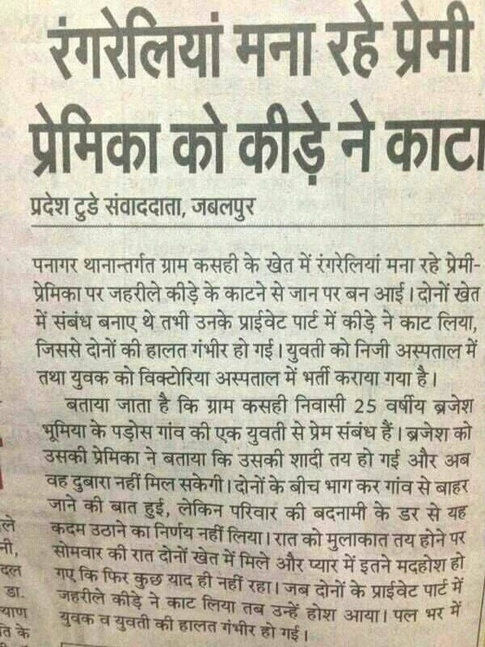 रंगरेलियां मना रहे प्रेमी
प्रेमिका को कीड़े ने काटा
प्रदेश टुडे संवाददाता, जबलपुर
पनागर थानान्तर्गत ग्राम कसही के खेत में रंगरेलियां मना रहे प्रेमी-
प्रेमिका पर जहरीले कीड़े के काटने से जान पर बन आई। दोनों खेत
में संबंध बनाए थे तभी उनके प्राईवेट पार्ट में कीड़े ने काट लिया,
जिससे दोनों की हालत गंभीर हो गई। युवती को निजी अस्पताल में
तथा युवक को विक्टोरिया अस्पताल में भर्ती कराया गया है।
बताया जाता है कि ग्राम कसही निवासी 25 वर्षीय ब्रजेश
भूमिया के पड़ोस गांव की एक युवती से प्रेम संबंध हैं। ब्रजेश को
उसकी प्रेमिका ने बताया कि उसकी शादी तय हो गई और अब
वह दुबारा नहीं मिल सकेगी। दोनों के बीच भाग कर गांव से बाहर
जाने की बात हुई, लेकिन परिवार की बदनामी के डर से यह
कदम उठाने का निर्णय नहीं लिया। रात को मुलाकात तय होने पर
सोमवार की रात दोनों खेत में मिले और प्यार में इतने मदहोश हो
गए कि फिर कुछ याद ही नहीं रहा। जब दोनों के प्राईवेट पार्ट में
जहरीले कीड़े ने काट लिया तब उन्हें होश आया। पल भर में
युवक व युवती की हालत गंभीर हो गई।
ले
नी,
दल
डा.
याण
ति के